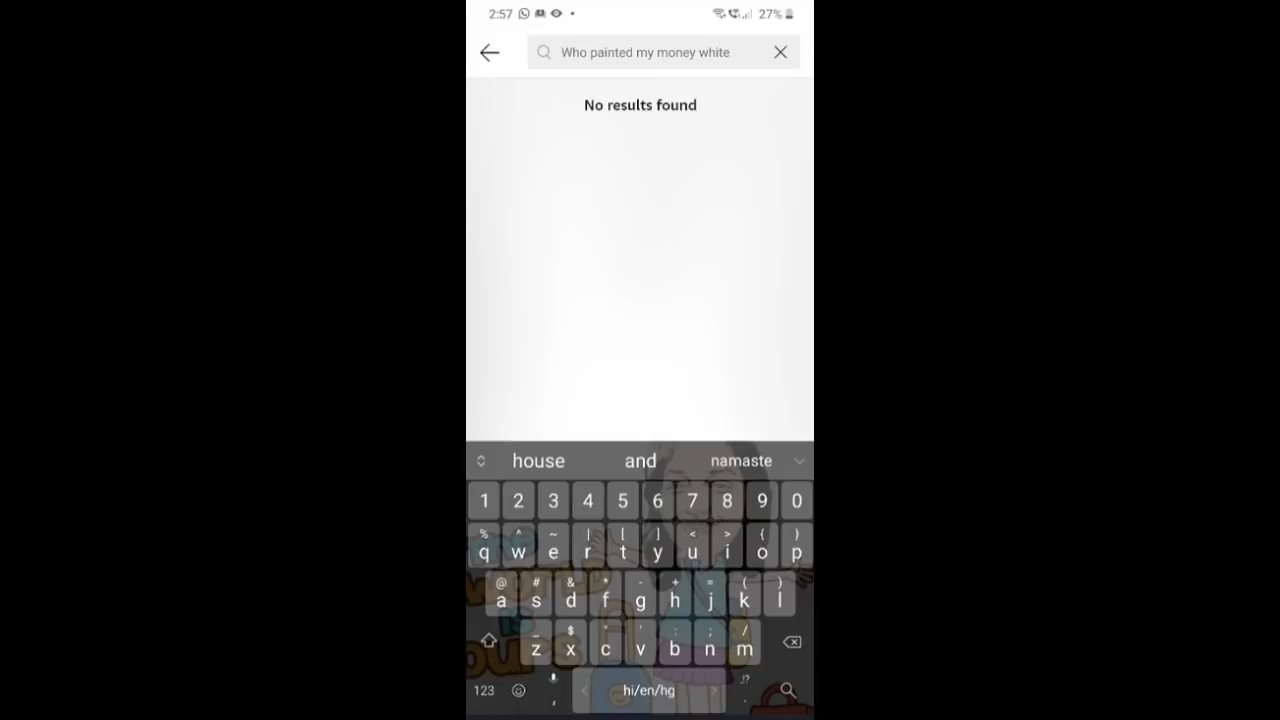 2:57 27%
Who painted my money white
No results found
house and namaste
1 2 3 4 5 6 7 8 9 0
% ^ ~ | [ ] < > { }
q w e r t y u i o p
@ # & * - + = ( )
a s d f g h j k l
_ $ " ' : ; /
z x c v b n m
123 , hi/en/hg .!?